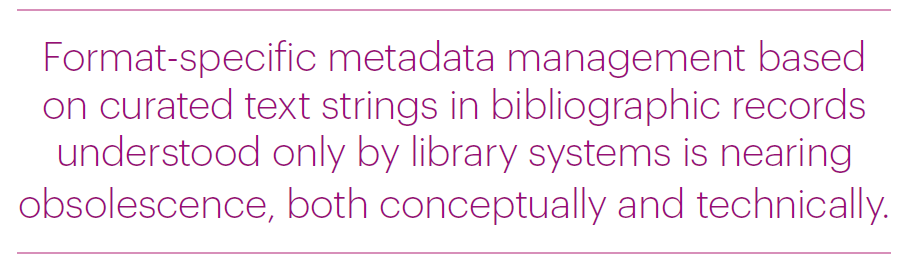 Format-specific metadata management based
on curated text strings in bibliographic records
understood only by library systems is nearing
obsolescence, both conceptually and technically.